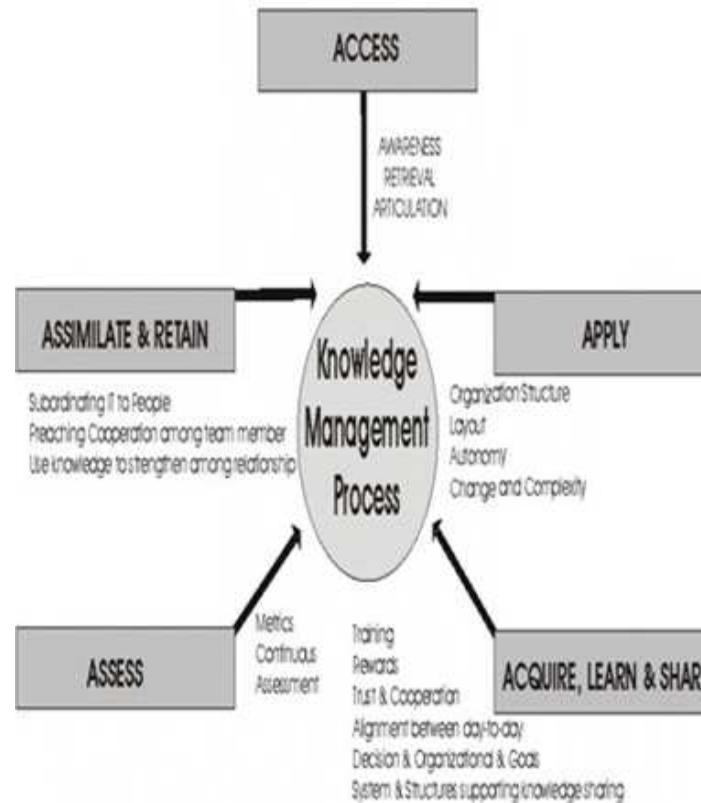 ACCESS
AWARENESS
RETRIEVAL
ARTICULATION
ASSIMILATE & RETAIN
Subordinating IT to People
Preaching Cooperation among team member
Use knowledge to strengthen among relationship
Knowledge
Management
Process
APPLY
Organization Structure
Layout
Autonomy
Change and Complexity
ASSESS
Metrics
Continuous
Assessment
Training
Rewards
Trust & Cooperation
Alignment between day-to-day
Decision & Organizational & Goals
System & Structures supporting knowledge sharing
ACQUIRE, LEARN & SHAR